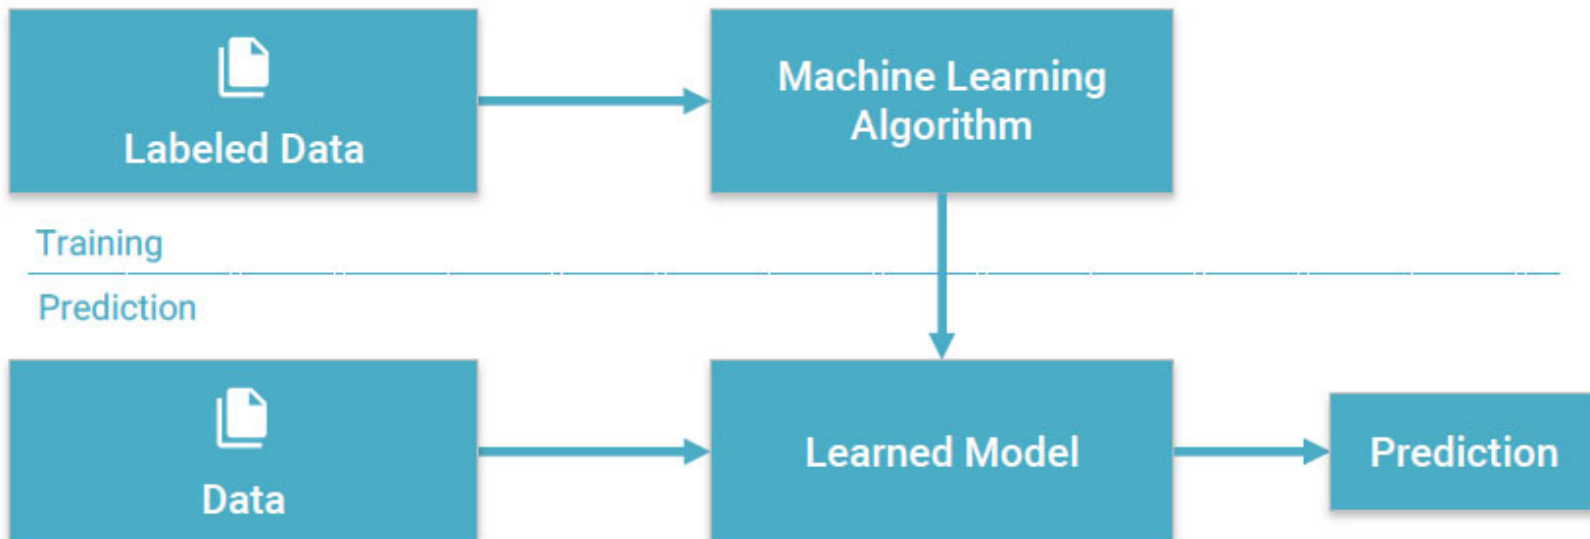 Labeled Data
Machine Learning
Algorithm
Training
Prediction
Data
Learned Model
Prediction